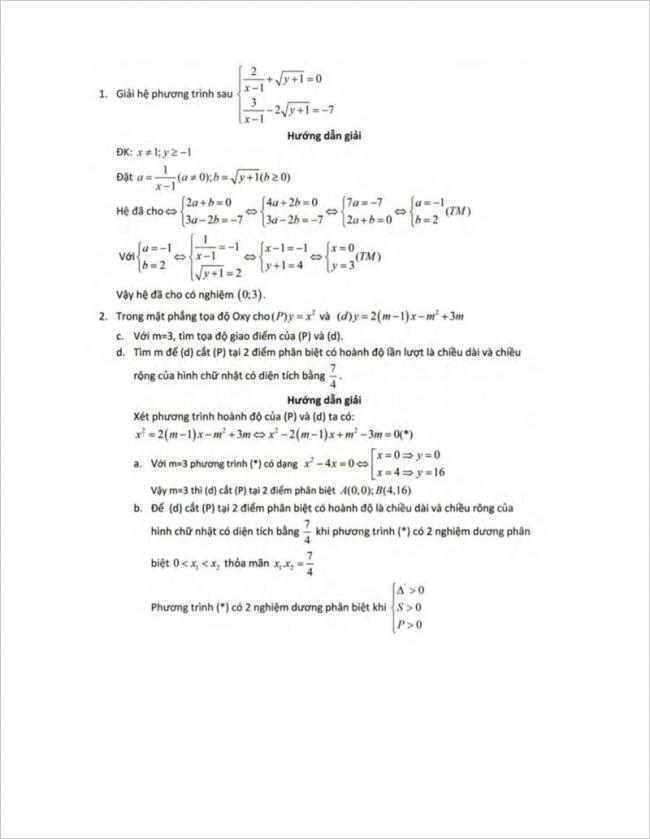 1. Giải hệ phương trình sau { 2/(x−1) + √(y+1) = 0 ; 3/(x−1) − 2√(y+1) = −7
Hướng dẫn giải
ĐK: x ≠ 1; y ≥ −1
Đặt a = 1/(x−1) (a ≠ 0); b = √(y+1) (b ≥ 0)
Hệ đã cho ⇔ { 2a + b = 0 ; 3a − 2b = −7 ⇔ { 4a + 2b = 0 ; 3a − 2b = −7 ⇔ { 7a = −7 ; 2a + b = 0 ⇔ { a = −1 ; b = 2 (TM)
Với { a = −1 ; b = 2 ⇔ { 1/(x−1) = −1 ; √(y+1) = 2 ⇔ { x − 1 = −1 ; y + 1 = 4 ⇔ { x = 0 ; y = 3 (TM)
Vậy hệ đã cho có nghiệm (0;3).
2. Trong mặt phẳng tọa độ Oxy cho (P) y = x² và (d) y = 2(m−1)x − m² + 3m
c. Với m=3, tìm tọa độ giao điểm của (P) và (d).
d. Tìm m để (d) cắt (P) tại 2 điểm phân biệt có hoành độ lần lượt là chiều dài và chiều
rộng của hình chữ nhật có diện tích bằng 7/4.
Hướng dẫn giải
Xét phương trình hoành độ của (P) và (d) ta có:
x² = 2(m−1)x − m² + 3m ⇔ x² − 2(m−1)x + m² − 3m = 0(*)
a. Với m=3 phương trình (*) có dạng x² − 4x = 0 ⇔ [ x = 0 ⇒ y = 0 ; x = 4 ⇒ y = 16
Vậy m=3 thì (d) cắt (P) tại 2 điểm phân biệt A(0,0); B(4,16)
b. Để (d) cắt (P) tại 2 điểm phân biệt có hoành độ là chiều dài và chiều rông của
hình chữ nhật có diện tích bằng 7/4 khi phương trình (*) có 2 nghiệm dương phân
biệt 0 < x₁ < x₂ thỏa mãn x₁.x₂ = 7/4
Phương trình (*) có 2 nghiệm dương phân biệt khi { Δ' > 0 ; S > 0 ; P > 0